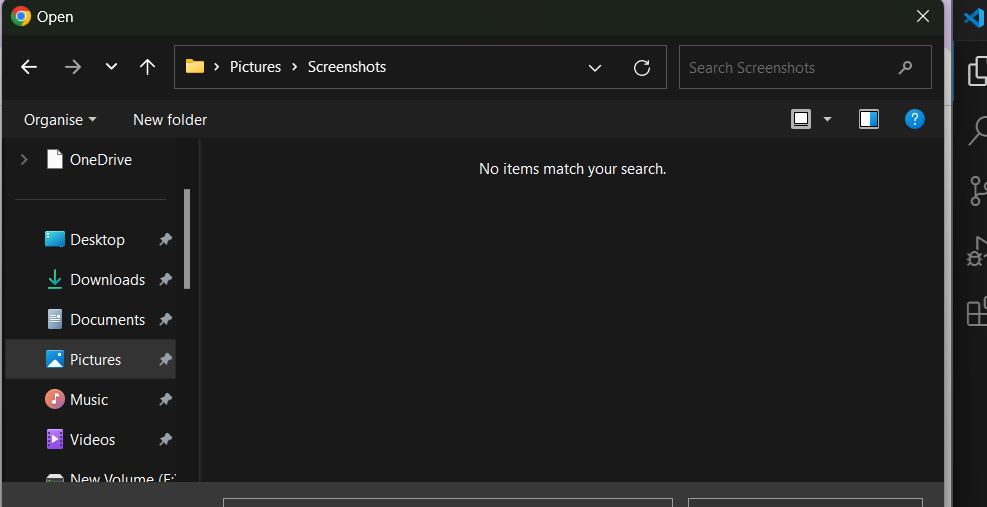 Open
Pictures > Screenshots
Search Screenshots
Organise
New folder
?
OneDrive
No items match your search.
Desktop
Downloads
Documents
Pictures
Music
Videos
New Volume